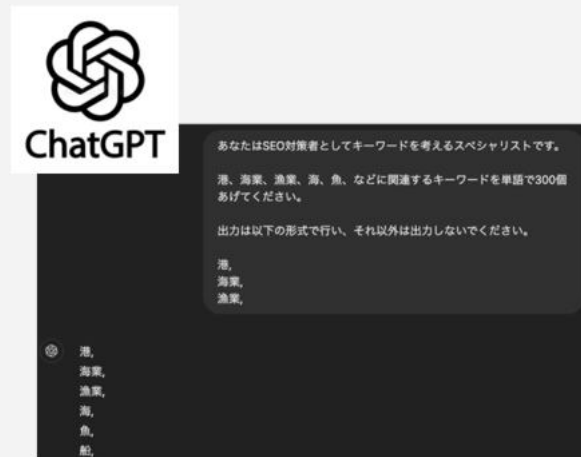 ChatGPT
あなたはSEO対策者としてキーワードを考えるスペシャリストです。
港、海業、漁業、海、魚、などに関連するキーワードを単語で300個
あげてください。
出力は以下の形式で行い、それ以外は出力しないでください。
港,
海業,
漁業,
港,
海業,
漁業,
海,
魚,
船,